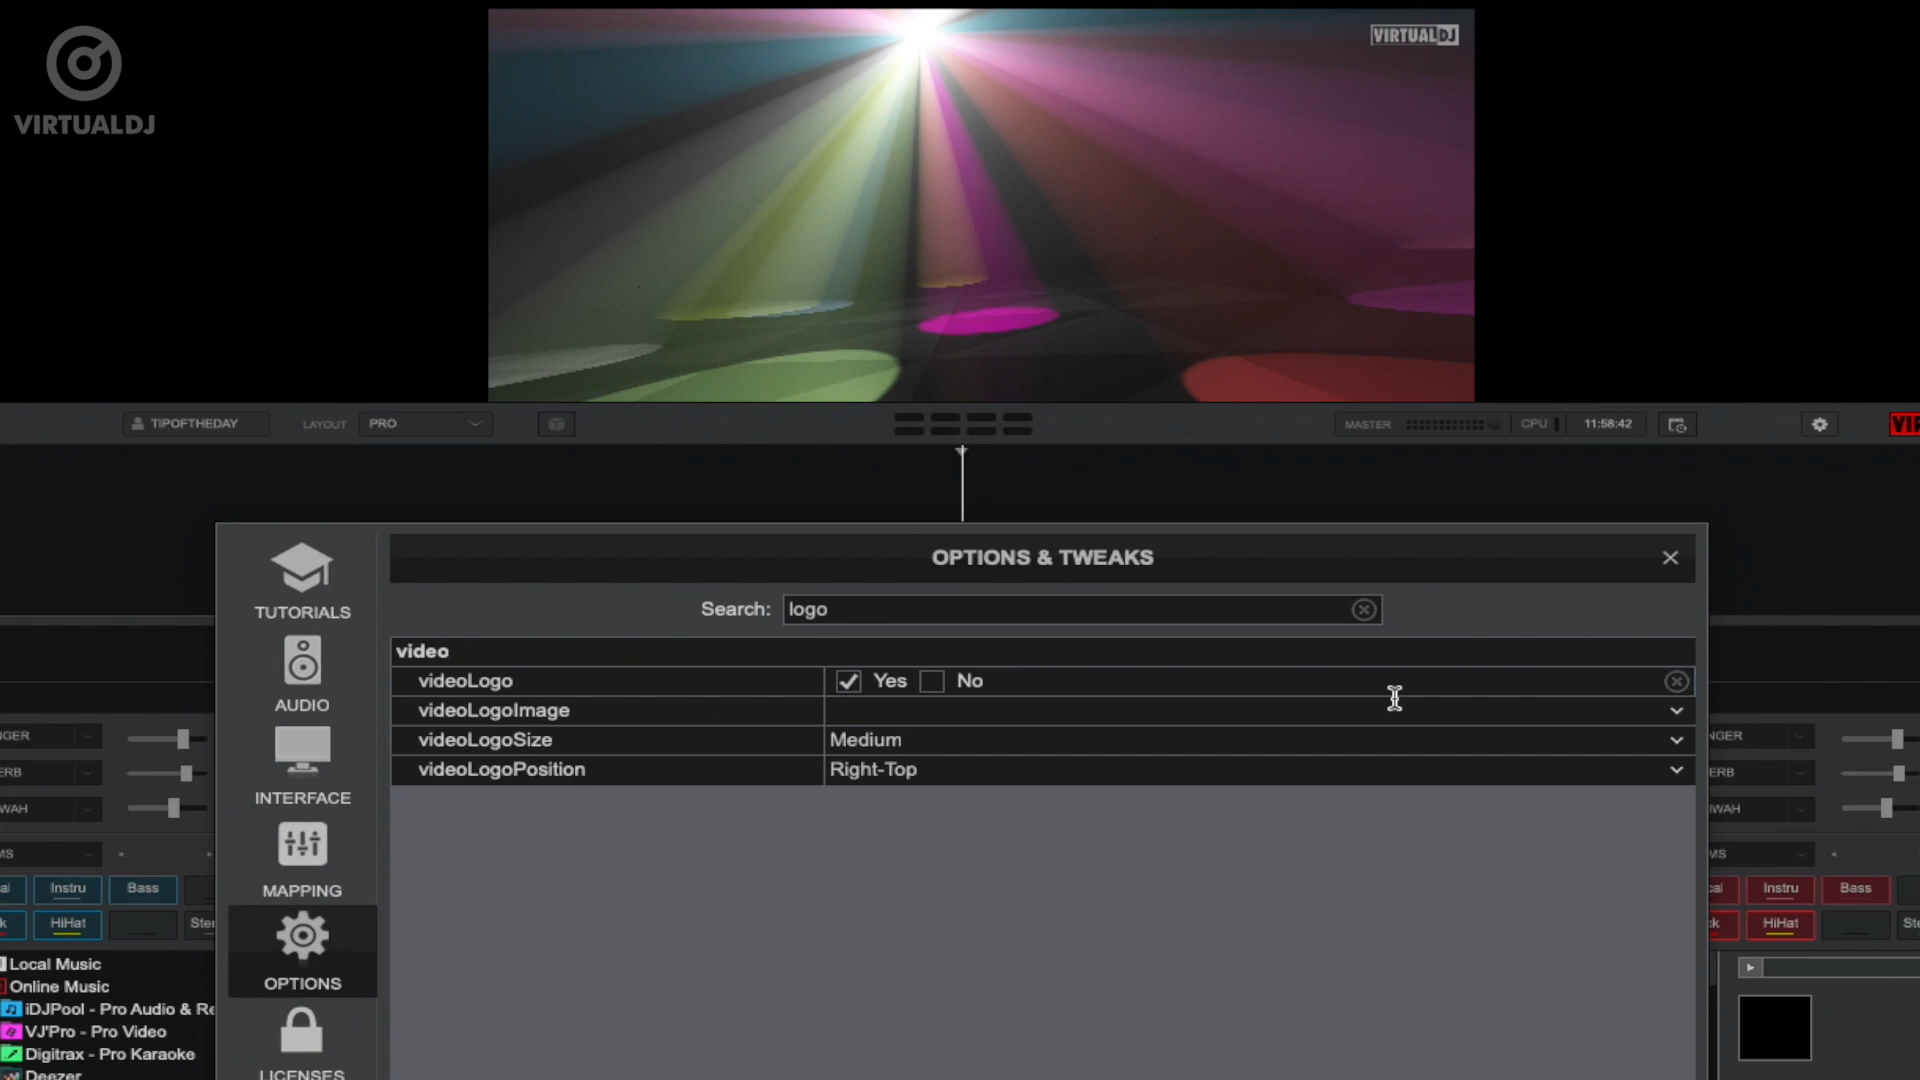 VIRTUALDJ
VIRTUALDJ
TIPOFTHEDAY
LAYOUT
PRO
MASTER
CPU
11:58:42
OPTIONS & TWEAKS
Search: logo
video
videoLogo
Yes
No
videoLogoImage
videoLogoSize
Medium
videoLogoPosition
Right-Top
TUTORIALS
AUDIO
INTERFACE
MAPPING
OPTIONS
LICENSES
Instru
Bass
HiHat
Instru
Bass
HiHat
Local Music
Online Music
iDJPool - Pro Audio & Re
VJ'Pro - Pro Video
Digitrax - Pro Karaoke
Deezer